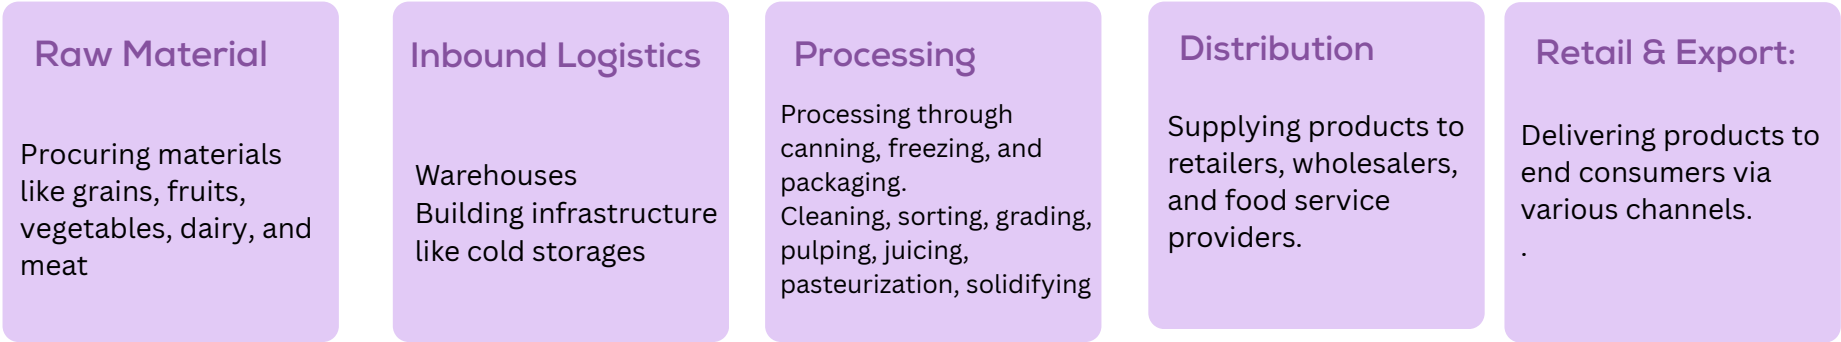 Raw Material
Procuring materials
like grains, fruits,
vegetables, dairy, and
meat
Inbound Logistics
Warehouses
Building infrastructure
like cold storages
Processing
Processing through
canning, freezing, and
packaging.
Cleaning, sorting, grading,
pulping, juicing,
pasteurization, solidifying
Distribution
Supplying products to
retailers, wholesalers,
and food service
providers.
Retail & Export:
Delivering products to
end consumers via
various channels.
.